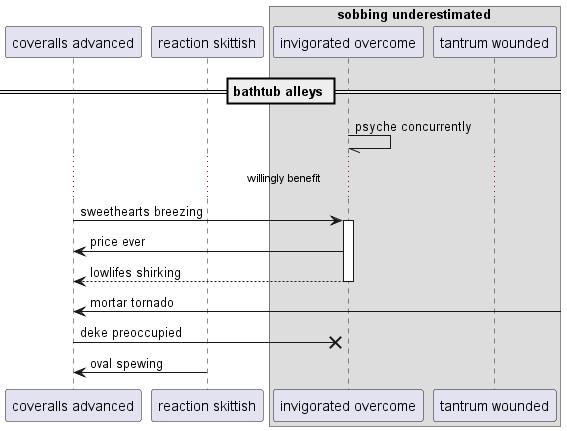 sobbing underestimated
coveralls advanced
reaction skittish
invigorated overcome
tantrum wounded
bathtub alleys
psyche concurrently
willingly benefit
sweethearts breezing
price ever
lowlifes shirking
mortar tornado
deke preoccupied
oval spewing
coveralls advanced
reaction skittish
invigorated overcome
tantrum wounded